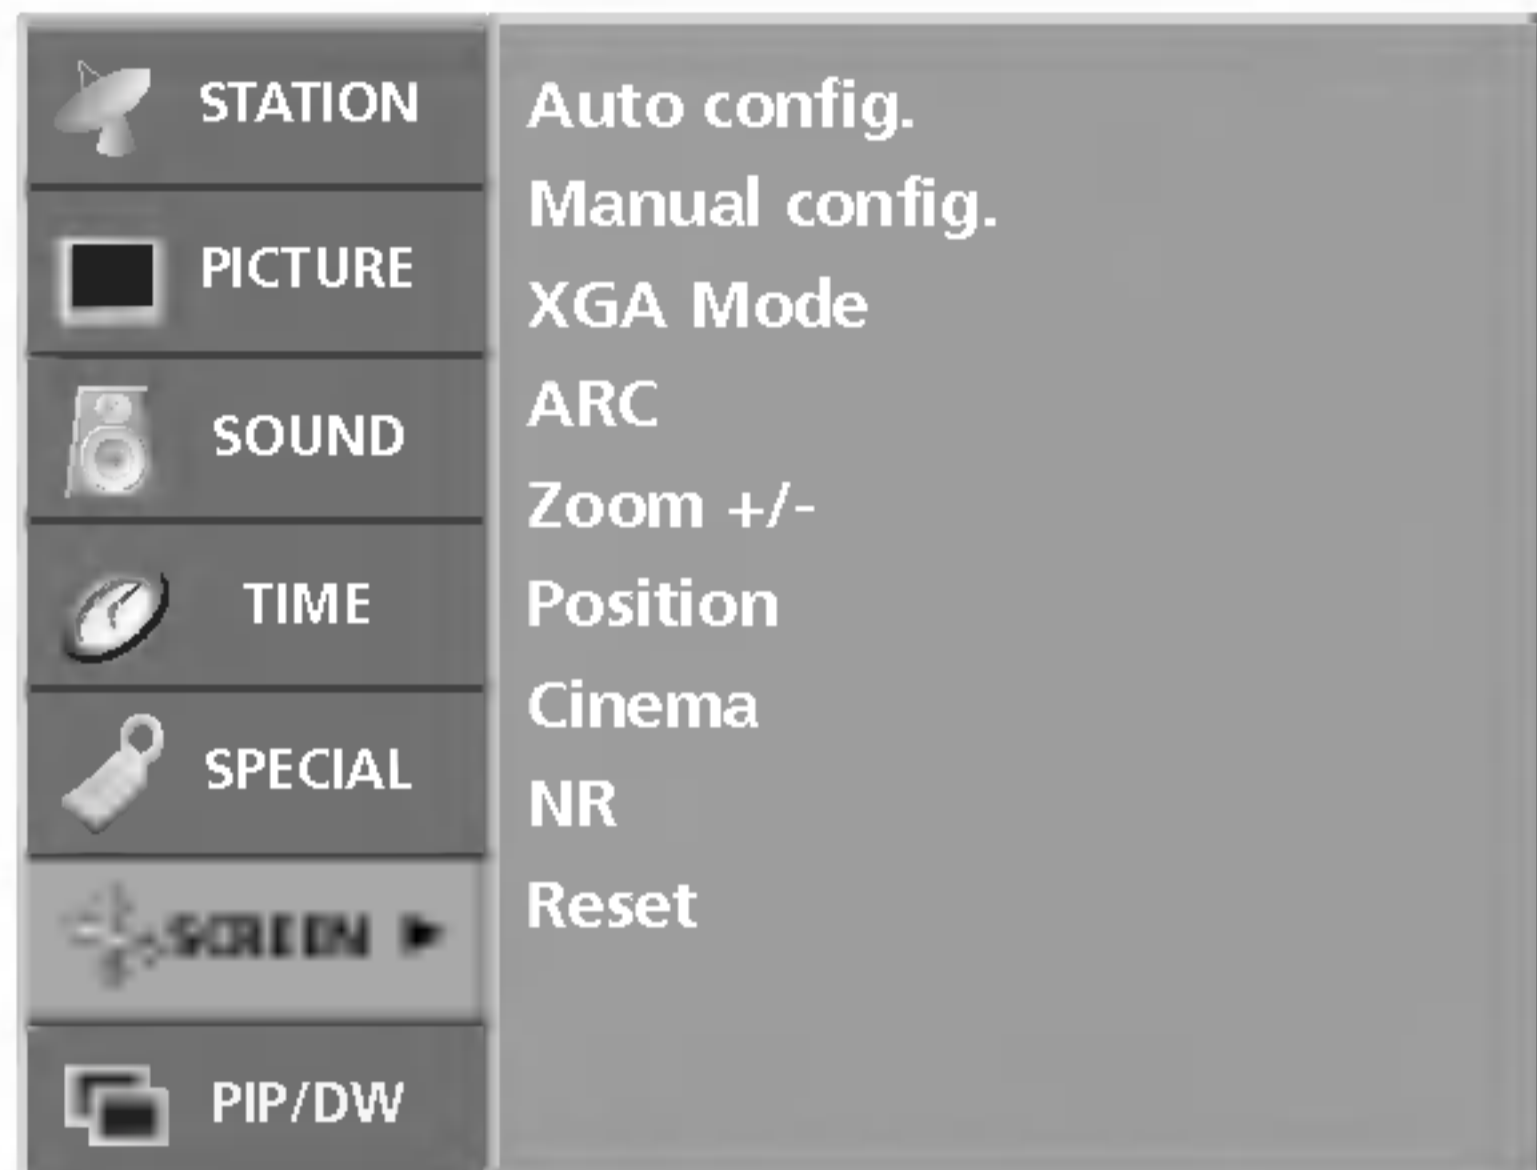 STATION
PICTURE
SOUND
TIME
SPECIAL
SCREEN
PIP/DW
Auto config.
Manual config.
XGA Mode
ARC
Zoom +/-
Position
Cinema
NR
Reset